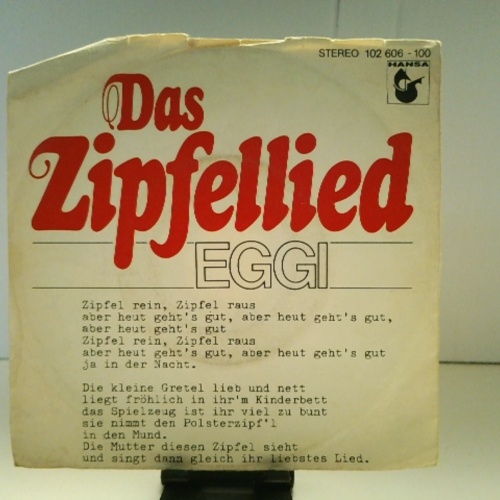 STEREO 102 606 - 100
HANSA
Das
Zipfellied
EGGI
Zipfel rein, Zipfel raus
aber heut geht's gut, aber heut geht's gut,
aber heut geht's gut
Zipfel rein, Zipfel raus
aber heut geht's gut, aber heut geht's gut
ja in der Nacht.
Die kleine Gretel lieb und nett
liegt fröhlich in ihr'm Kinderbett
das Spielzeug ist ihr viel zu bunt
sie nimmt den Polsterzipf'l
in den Mund.
Die Mutter diesen Zipfel sieht
und singt dann gleich ihr liebstes Lied.